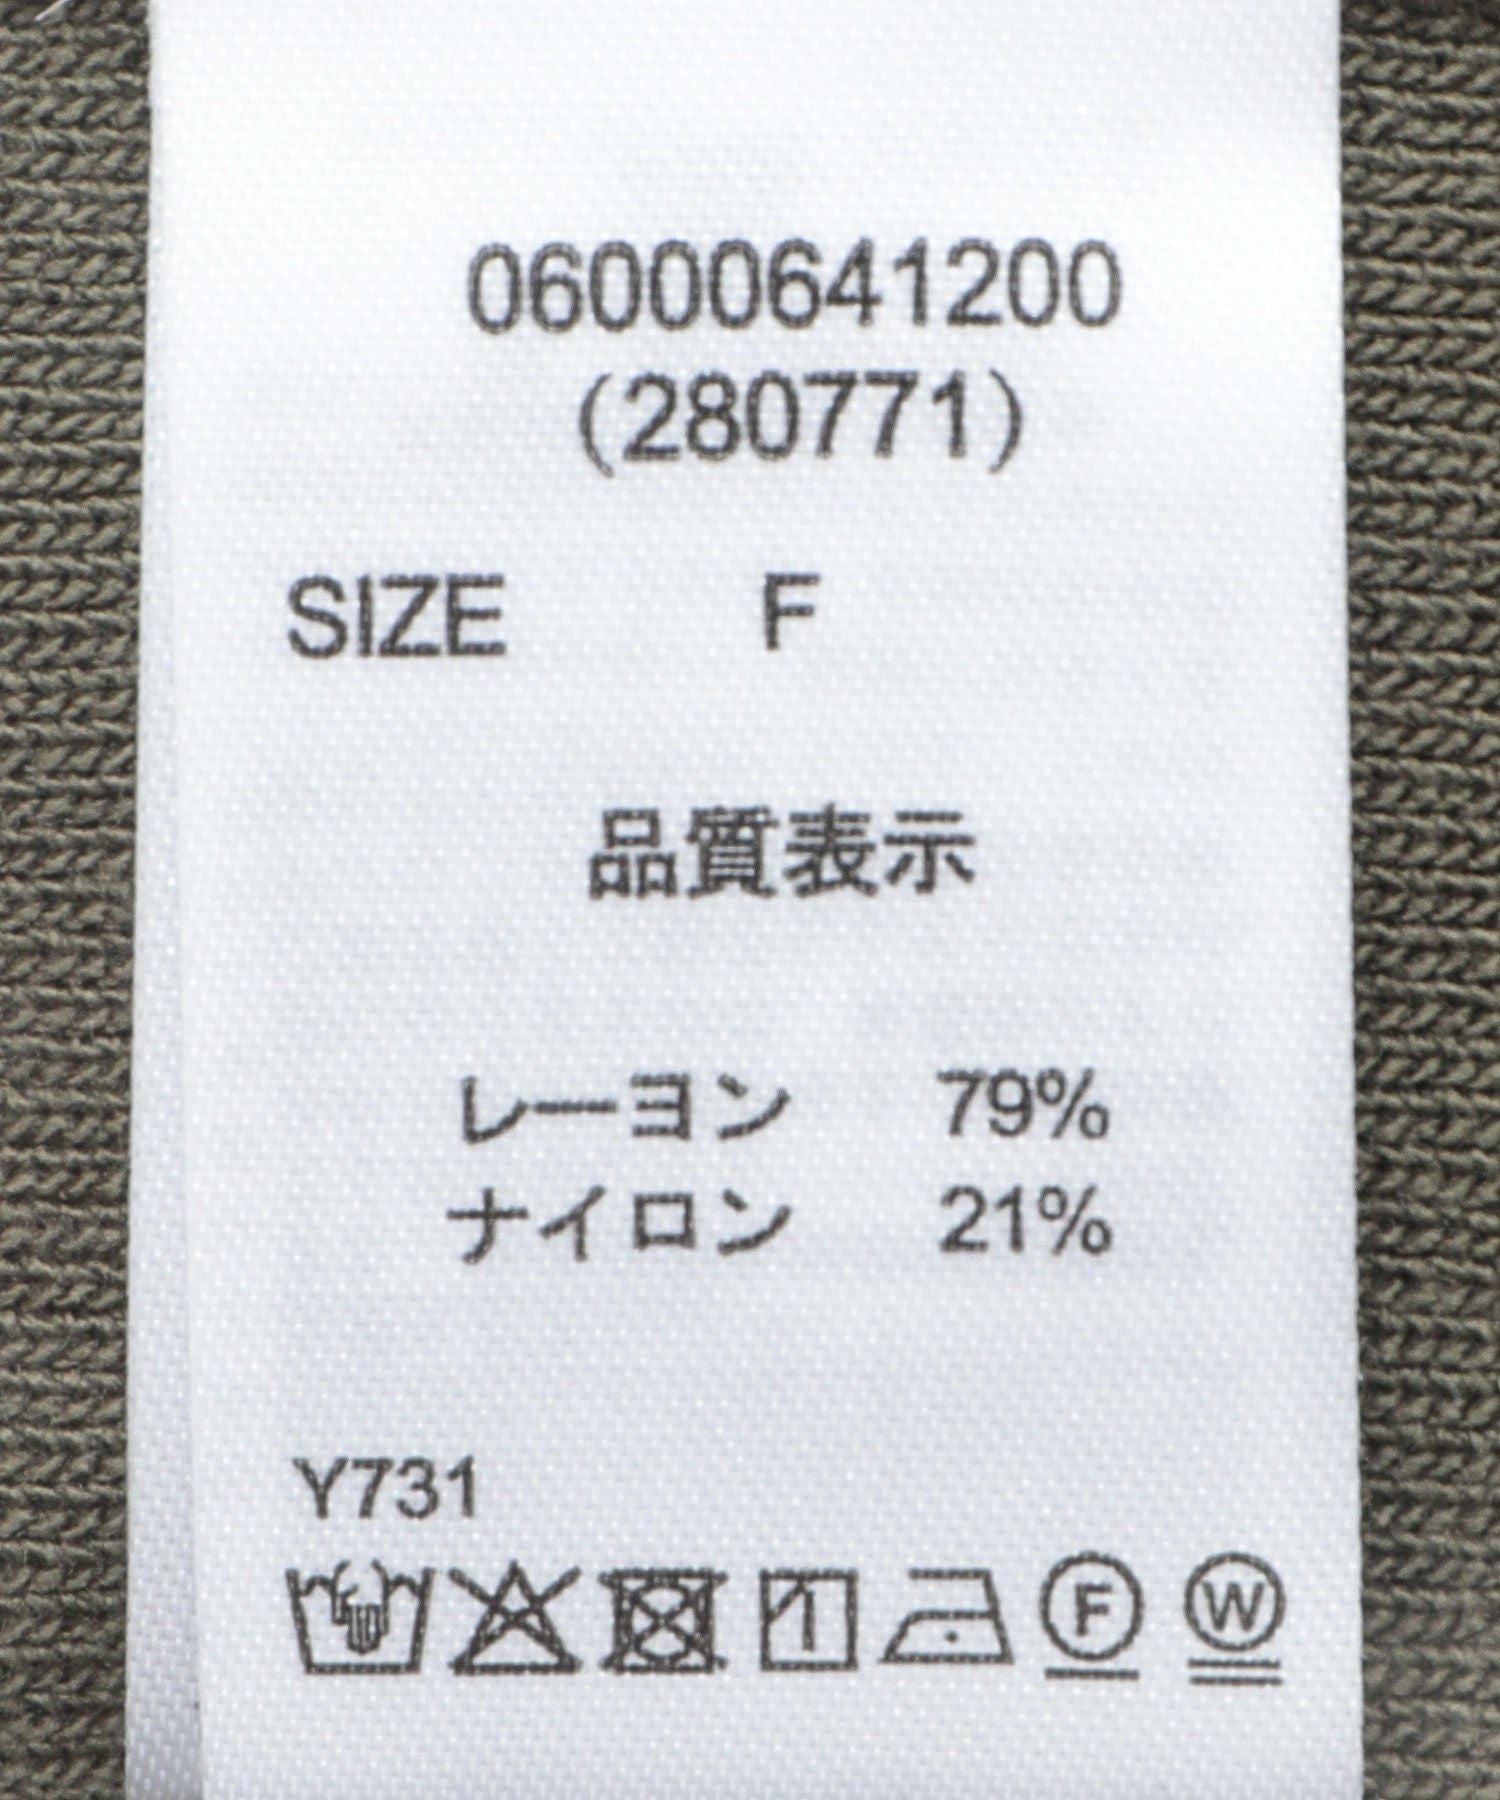 06000641200
(280771)
SIZE F
品質表示
レーヨン 79%
ナイロン 21%
Y731
F W